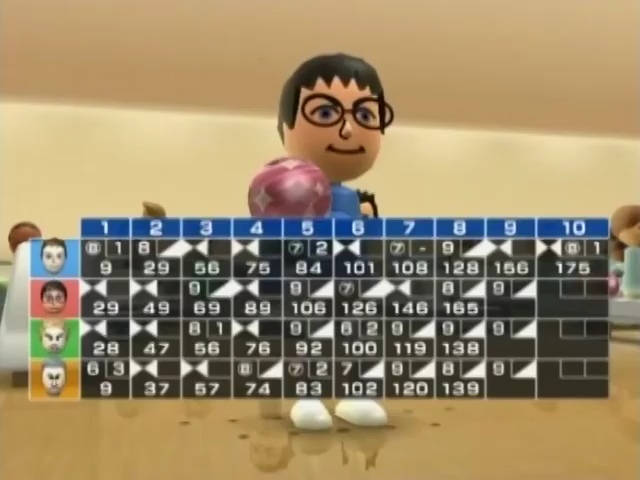 1 2 3 4 5 6 7 8 9 10
⑧ 1 8 ⑦ 2 ⑦ - 9 ⑧ 1
9 29 56 75 84 101 108 128 156 175
9 9 ⑦ 8 9
29 49 69 89 106 126 146 165
8 1 9 6 2 9 9 9
28 47 56 76 92 100 119 138
6 3 ⑧ ⑦ 2 7 9 8 9
9 37 57 74 83 102 120 139